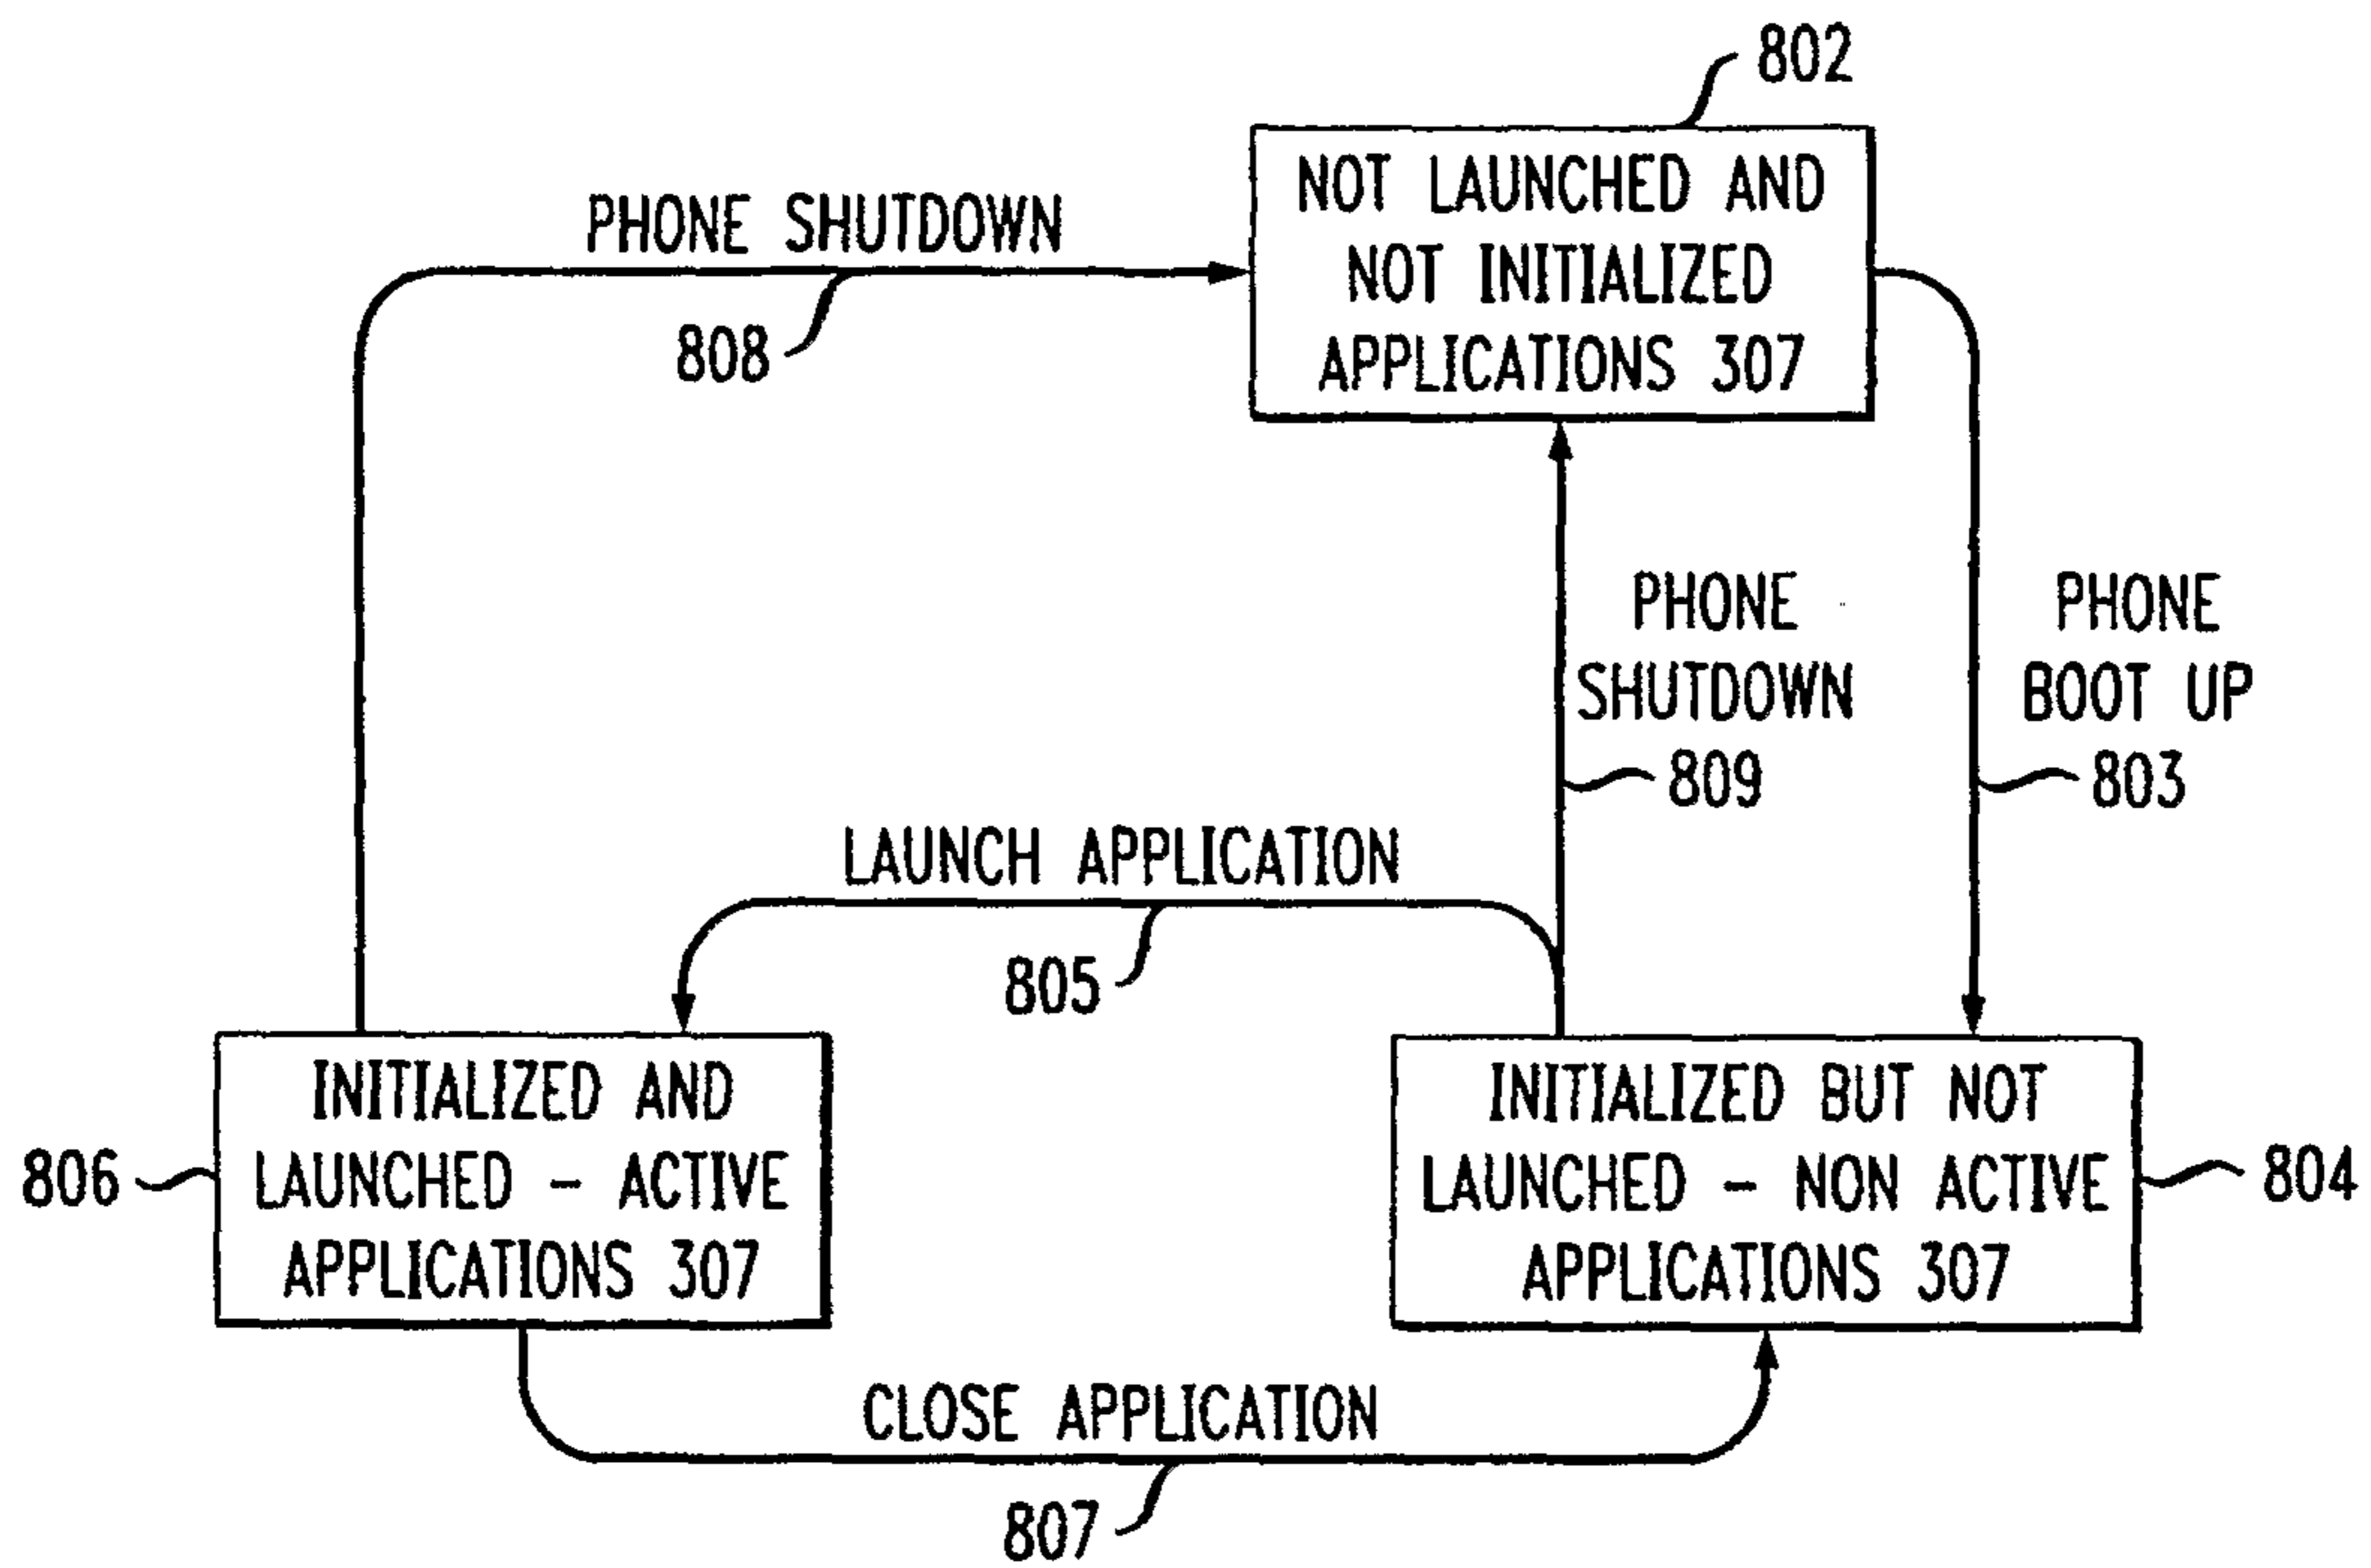 802
NOT LAUNCHED AND
NOT INITIALIZED
APPLICATIONS 307
PHONE SHUTDOWN
808
PHONE
SHUTDOWN
809
PHONE
BOOT UP
803
LAUNCH APPLICATION
805
806
INITIALIZED AND
LAUNCHED - ACTIVE
APPLICATIONS 307
INITIALIZED BUT NOT
LAUNCHED - NON ACTIVE
APPLICATIONS 307
804
CLOSE APPLICATION
807